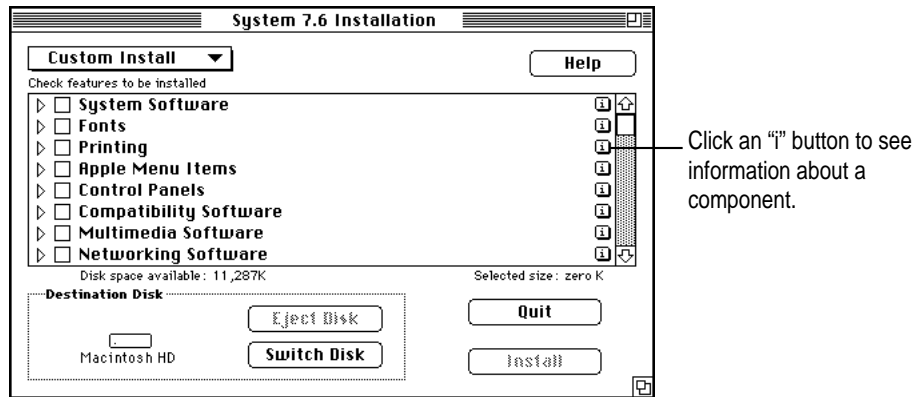 System 7.6 Installation
Custom Install
Help
Check features to be installed
System Software
Fonts
Printing
Apple Menu Items
Control Panels
Compatibility Software
Multimedia Software
Networking Software
Disk space available: 11,287K
Selected size: zero K
Destination Disk
Eject Disk
Quit
Macintosh HD
Switch Disk
Install
Click an “i” button to see
information about a
component.